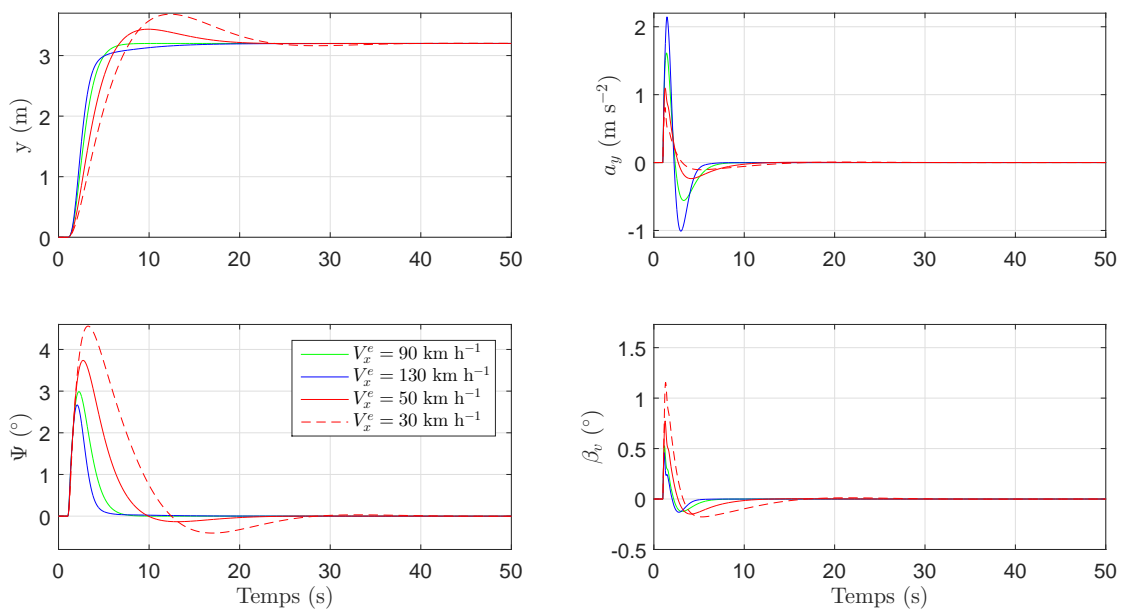 y (m)
3
2
1
0
0 10 20 30 40 50
a_y (m s⁻²)
2
1
0
-1
0 10 20 30 40 50
Ψ (°)
4
3
2
1
0
0 10 20 30 40 50
Temps (s)
V_x^e = 90 km h⁻¹
V_x^e = 130 km h⁻¹
V_x^e = 50 km h⁻¹
V_x^e = 30 km h⁻¹
β_v (°)
1.5
1
0.5
0
-0.5
0 10 20 30 40 50
Temps (s)